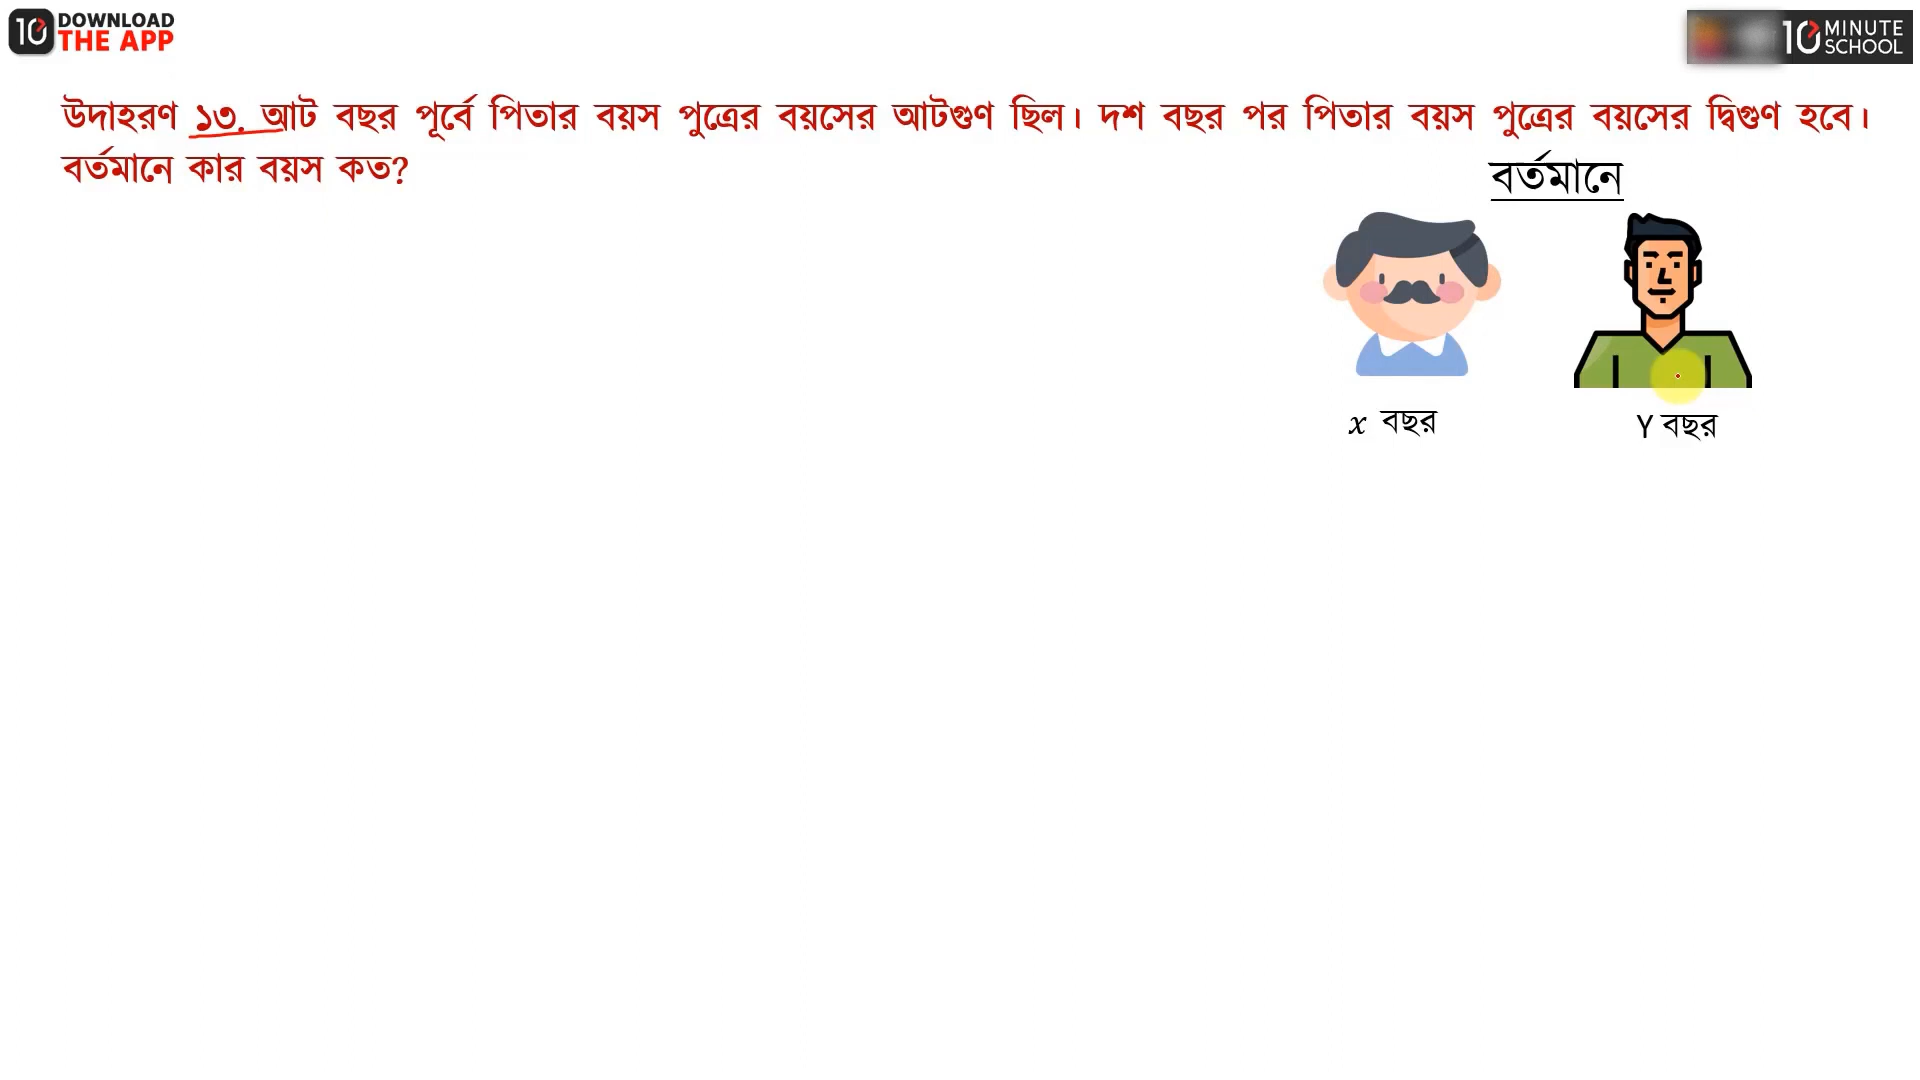 10 DOWNLOAD
THE APP
10 MINUTE
SCHOOL
উদাহরণ ১৩. আট বছর পূর্বে পিতার বয়স পুত্রের বয়সের আটগুণ ছিল। দশ বছর পর পিতার বয়স পুত্রের বয়সের দ্বিগুণ হবে।
বর্তমানে কার বয়স কত?
বর্তমানে
x বছর
Y বছর